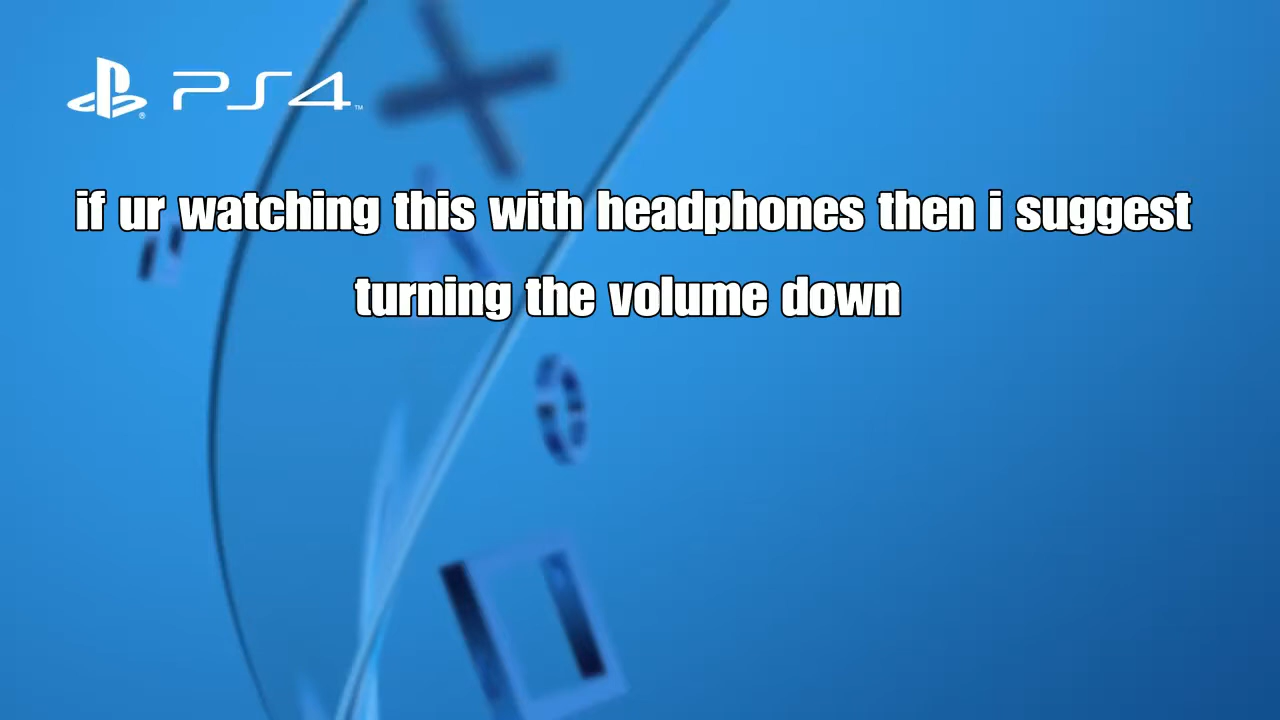 PS4
if ur watching this with headphones then i suggest
turning the volume down